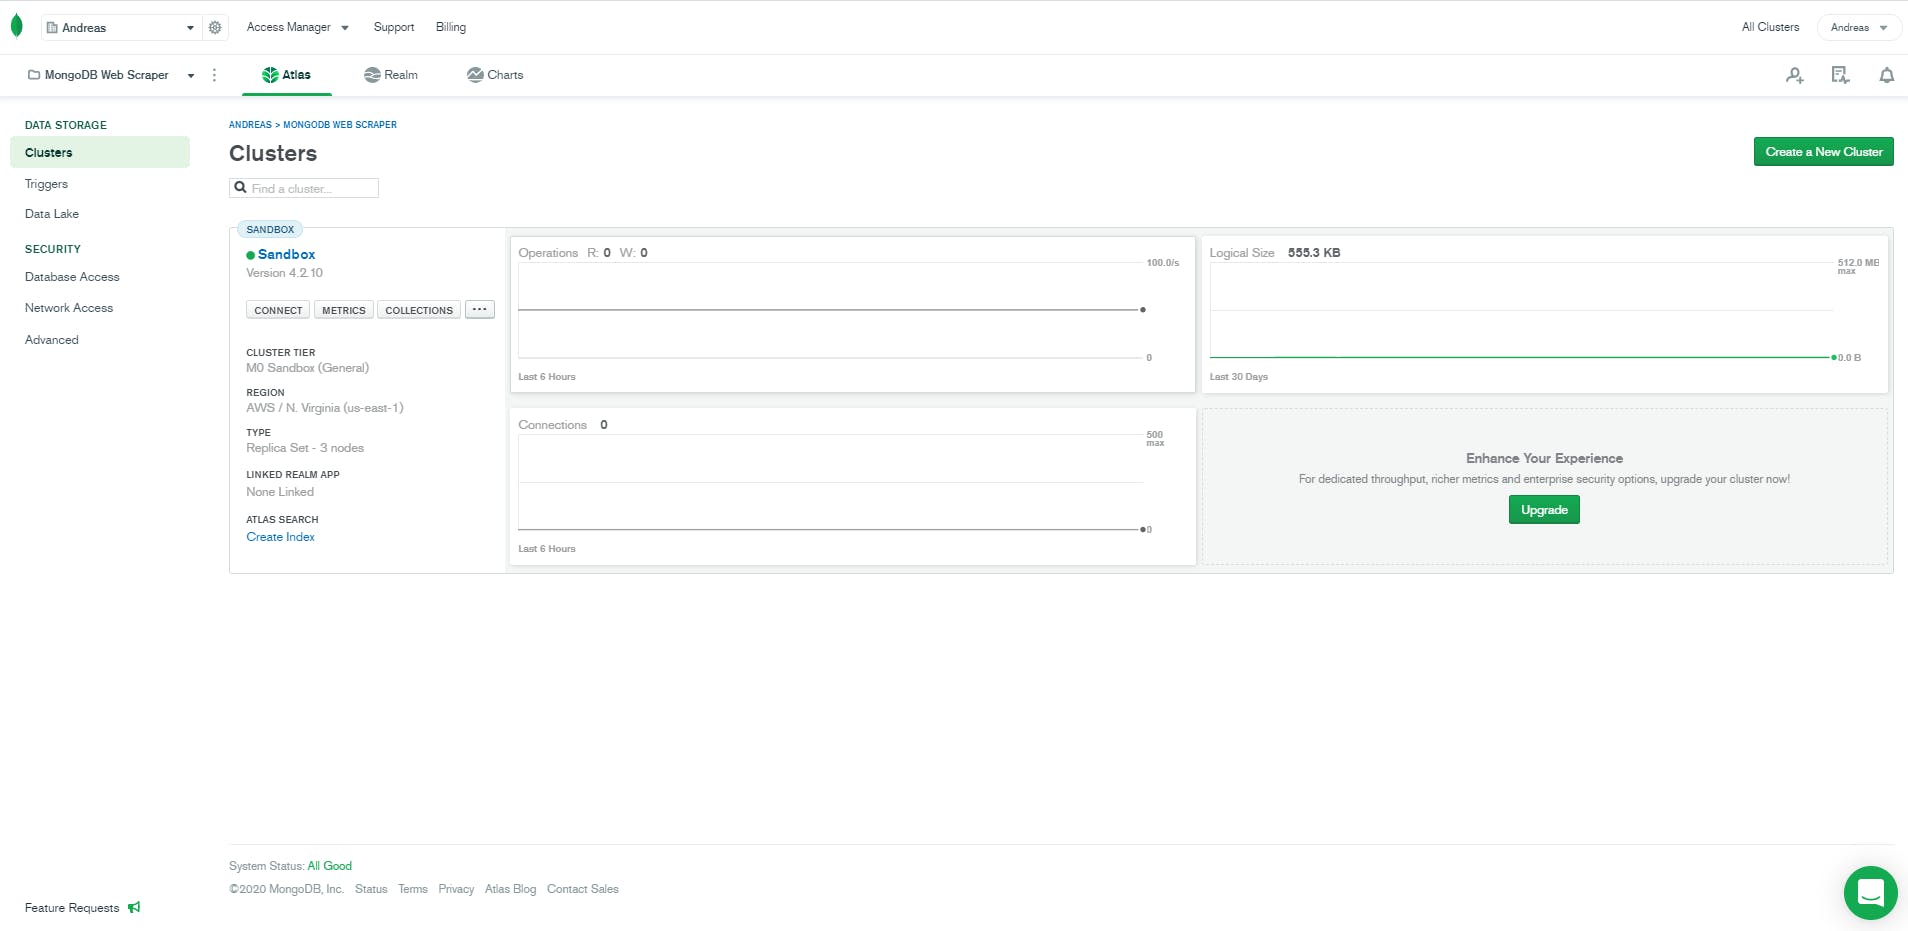 Andreas
Access Manager
Support
Billing
All Clusters
Andreas
MongoDB Web Scraper
Atlas
Realm
Charts
DATA STORAGE
Clusters
Triggers
Data Lake
SECURITY
Database Access
Network Access
Advanced
ANDREAS > MONGODB WEB SCRAPER
Clusters
Create a New Cluster
Find a cluster...
SANDBOX
Sandbox
Version 4.2.10
CONNECT
METRICS
COLLECTIONS
...
CLUSTER TIER
M0 Sandbox (General)
REGION
AWS / N. Virginia (us-east-1)
TYPE
Replica Set - 3 nodes
LINKED REALM APP
None Linked
ATLAS SEARCH
Create Index
Operations R: 0 W: 0
100.0/s
0
Last 6 Hours
Logical Size 555.3 KB
512.0 MB
max
0.0 B
Last 30 Days
Connections 0
500
max
0
Last 6 Hours
Enhance Your Experience
For dedicated throughput, richer metrics and enterprise security options, upgrade your cluster now!
Upgrade
System Status: All Good
©2020 MongoDB, Inc. Status Terms Privacy Atlas Blog Contact Sales
Feature Requests